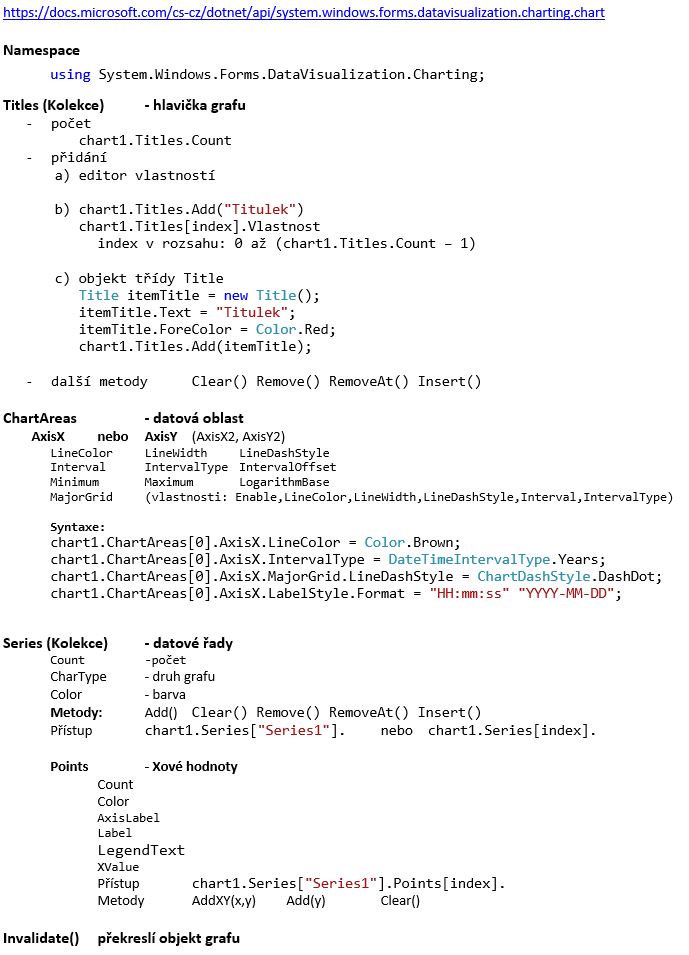 https://docs.microsoft.com/cs-cz/dotnet/api/system.windows.forms.datavisualization.charting.chart
Namespace
using System.Windows.Forms.DataVisualization.Charting;
Titles (Kolekce) - hlavička grafu
- počet
chart1.Titles.Count
- přidání
a) editor vlastností
b) chart1.Titles.Add("Titulek")
chart1.Titles[index].Vlastnost
index v rozsahu: 0 až (chart1.Titles.Count – 1)
c) objekt třídy Title
Title itemTitle = new Title();
itemTitle.Text = "Titulek";
itemTitle.ForeColor = Color.Red;
chart1.Titles.Add(itemTitle);
- další metody Clear() Remove() RemoveAt() Insert()
ChartAreas - datová oblast
AxisX nebo AxisY (AxisX2, AxisY2)
LineColor LineWidth LineDashStyle
Interval IntervalType IntervalOffset
Minimum Maximum LogarithmBase
MajorGrid (vlastnosti: Enable,LineColor,LineWidth,LineDashStyle,Interval,IntervalType)
Syntaxe:
chart1.ChartAreas[0].AxisX.LineColor = Color.Brown;
chart1.ChartAreas[0].AxisX.IntervalType = DateTimeIntervalType.Years;
chart1.ChartAreas[0].AxisX.MajorGrid.LineDashStyle = ChartDashStyle.DashDot;
chart1.ChartAreas[0].AxisX.LabelStyle.Format = "HH:mm:ss" "YYYY-MM-DD";
Series (Kolekce) - datové řady
Count -počet
CharType - druh grafu
Color - barva
Metody: Add() Clear() Remove() RemoveAt() Insert()
Přístup chart1.Series["Series1"]. nebo chart1.Series[index].
Points - Xové hodnoty
Count
Color
AxisLabel
Label
LegendText
XValue
Přístup chart1.Series["Series1"].Points[index].
Metody AddXY(x,y) Add(y) Clear()
Invalidate() překreslí objekt grafu